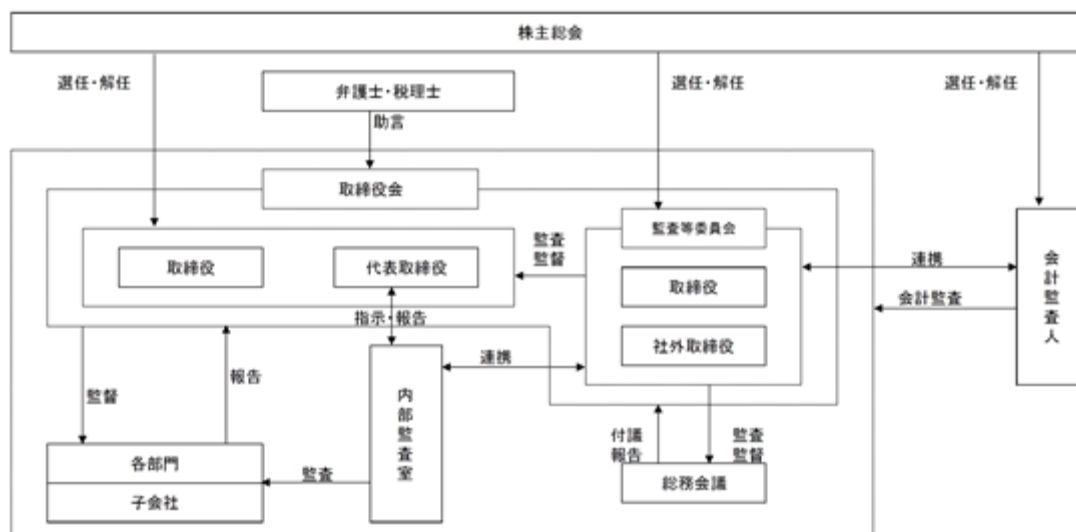 株主総会
選任・解任
選任・解任
選任・解任
弁護士・税理士
助言
取締役会
監査等委員会
取締役
代表取締役
監査
監督
取締役
社外取締役
連携
会計監査
会計監査人
指示・報告
連携
監督
報告
内部監査室
付議
報告
監査
監督
各部門
子会社
監査
総務会議